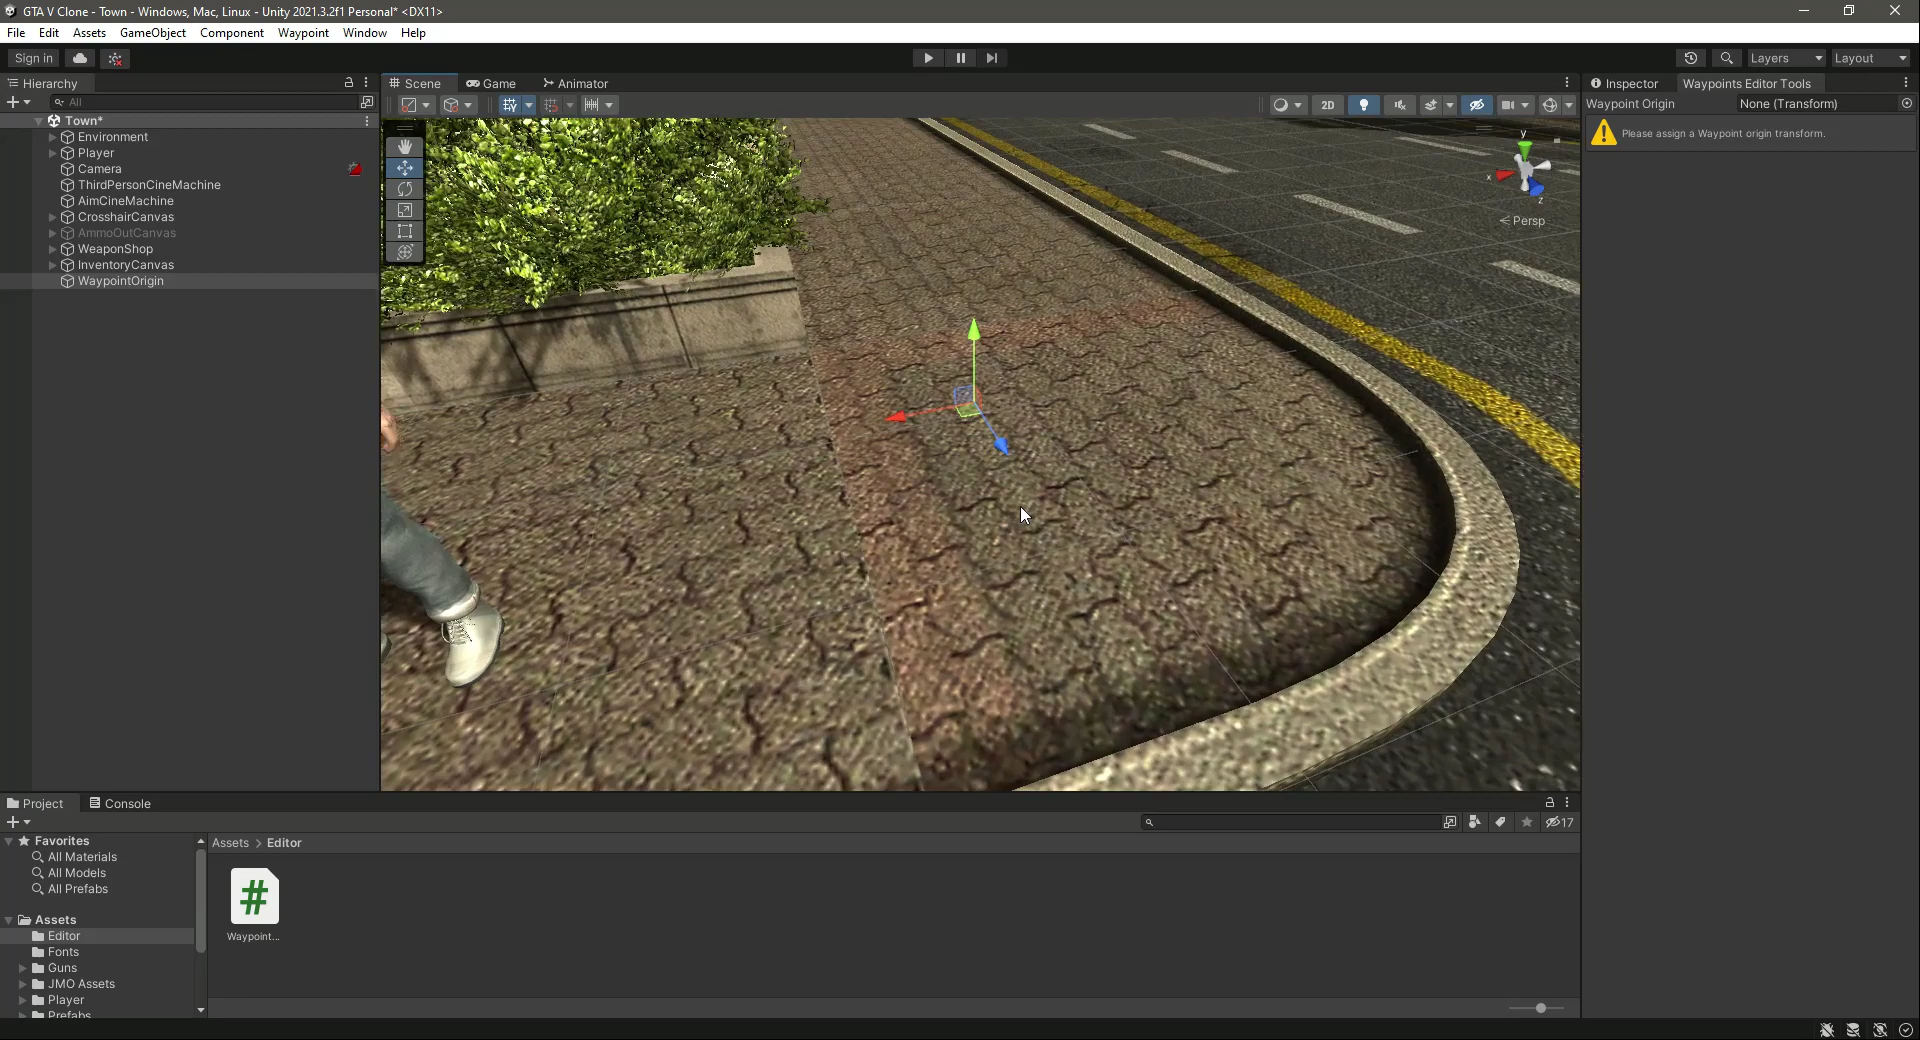 GTA V Clone - Town - Windows, Mac, Linux - Unity 2021.3.2f1 Personal* <DX11>
File Edit Assets GameObject Component Waypoint Window Help
Sign in
Layers
Layout
Hierarchy
All
Town*
Environment
Player
Camera
ThirdPersonCineMachine
AimCineMachine
CrosshairCanvas
AmmoOutCanvas
WeaponShop
InventoryCanvas
WaypointOrigin
Scene Game Animator
2D
y
x
z
Persp
Inspector Waypoints Editor Tools
Waypoint Origin None (Transform)
Please assign a Waypoint origin transform.
Project Console
17
Favorites
All Materials
All Models
All Prefabs
Assets
Editor
Fonts
Guns
JMO Assets
Player
Prefabs
Assets > Editor
#
Waypoint...